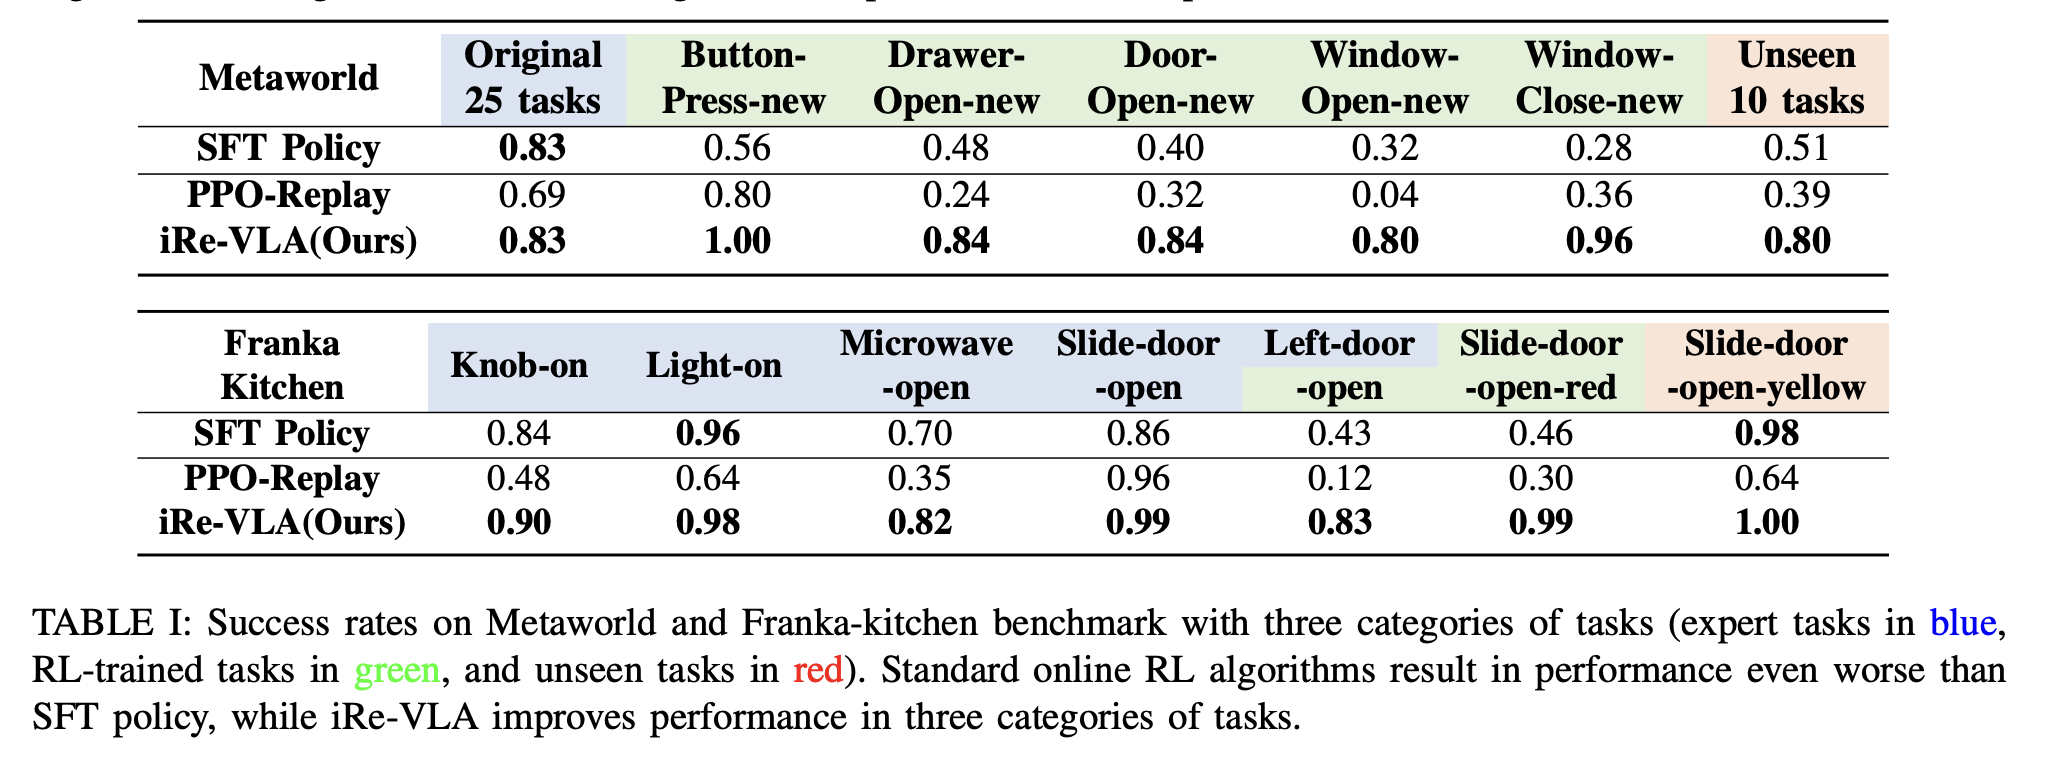 Metaworld Original 25 tasks Button-Press-new Drawer-Open-new Door-Open-new Window-Open-new Window-Close-new Unseen 10 tasks
SFT Policy 0.83 0.56 0.48 0.40 0.32 0.28 0.51
PPO-Replay 0.69 0.80 0.24 0.32 0.04 0.36 0.39
iRe-VLA(Ours) 0.83 1.00 0.84 0.84 0.80 0.96 0.80
Franka Kitchen Knob-on Light-on Microwave-open Slide-door-open Left-door-open Slide-door-open-red Slide-door-open-yellow
SFT Policy 0.84 0.96 0.70 0.86 0.43 0.46 0.98
PPO-Replay 0.48 0.64 0.35 0.96 0.12 0.30 0.64
iRe-VLA(Ours) 0.90 0.98 0.82 0.99 0.83 0.99 1.00
TABLE I: Success rates on Metaworld and Franka-kitchen benchmark with three categories of tasks (expert tasks in blue,
RL-trained tasks in green, and unseen tasks in red). Standard online RL algorithms result in performance even worse than
SFT policy, while iRe-VLA improves performance in three categories of tasks.